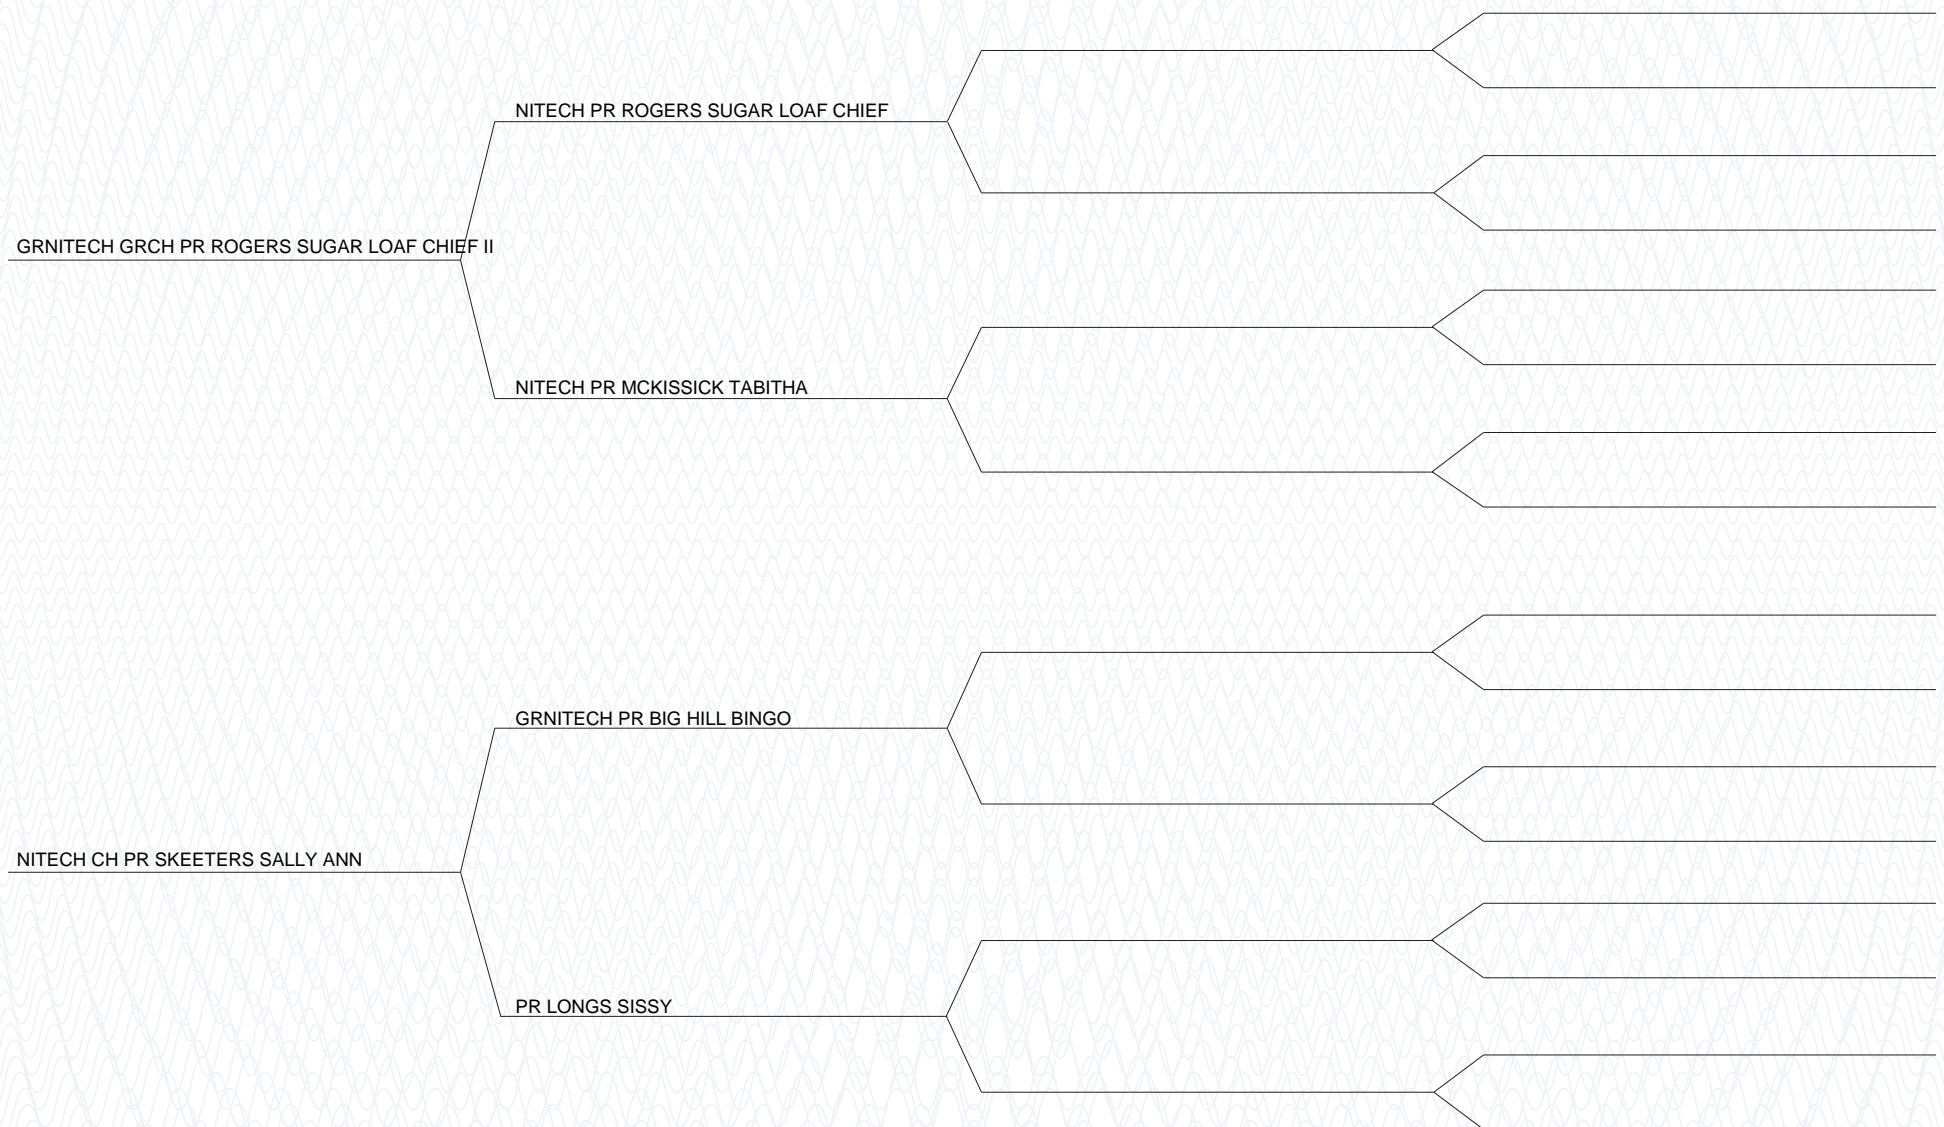 NITECH PR ROGERS SUGAR LOAF CHIEF
GRNITECH GRCH PR ROGERS SUGAR LOAF CHIEF II
NITECH PR MCKISSICK TABITHA
GRNITECH PR BIG HILL BINGO
NITECH CH PR SKEETERS SALLY ANN
PR LONGS SISSY